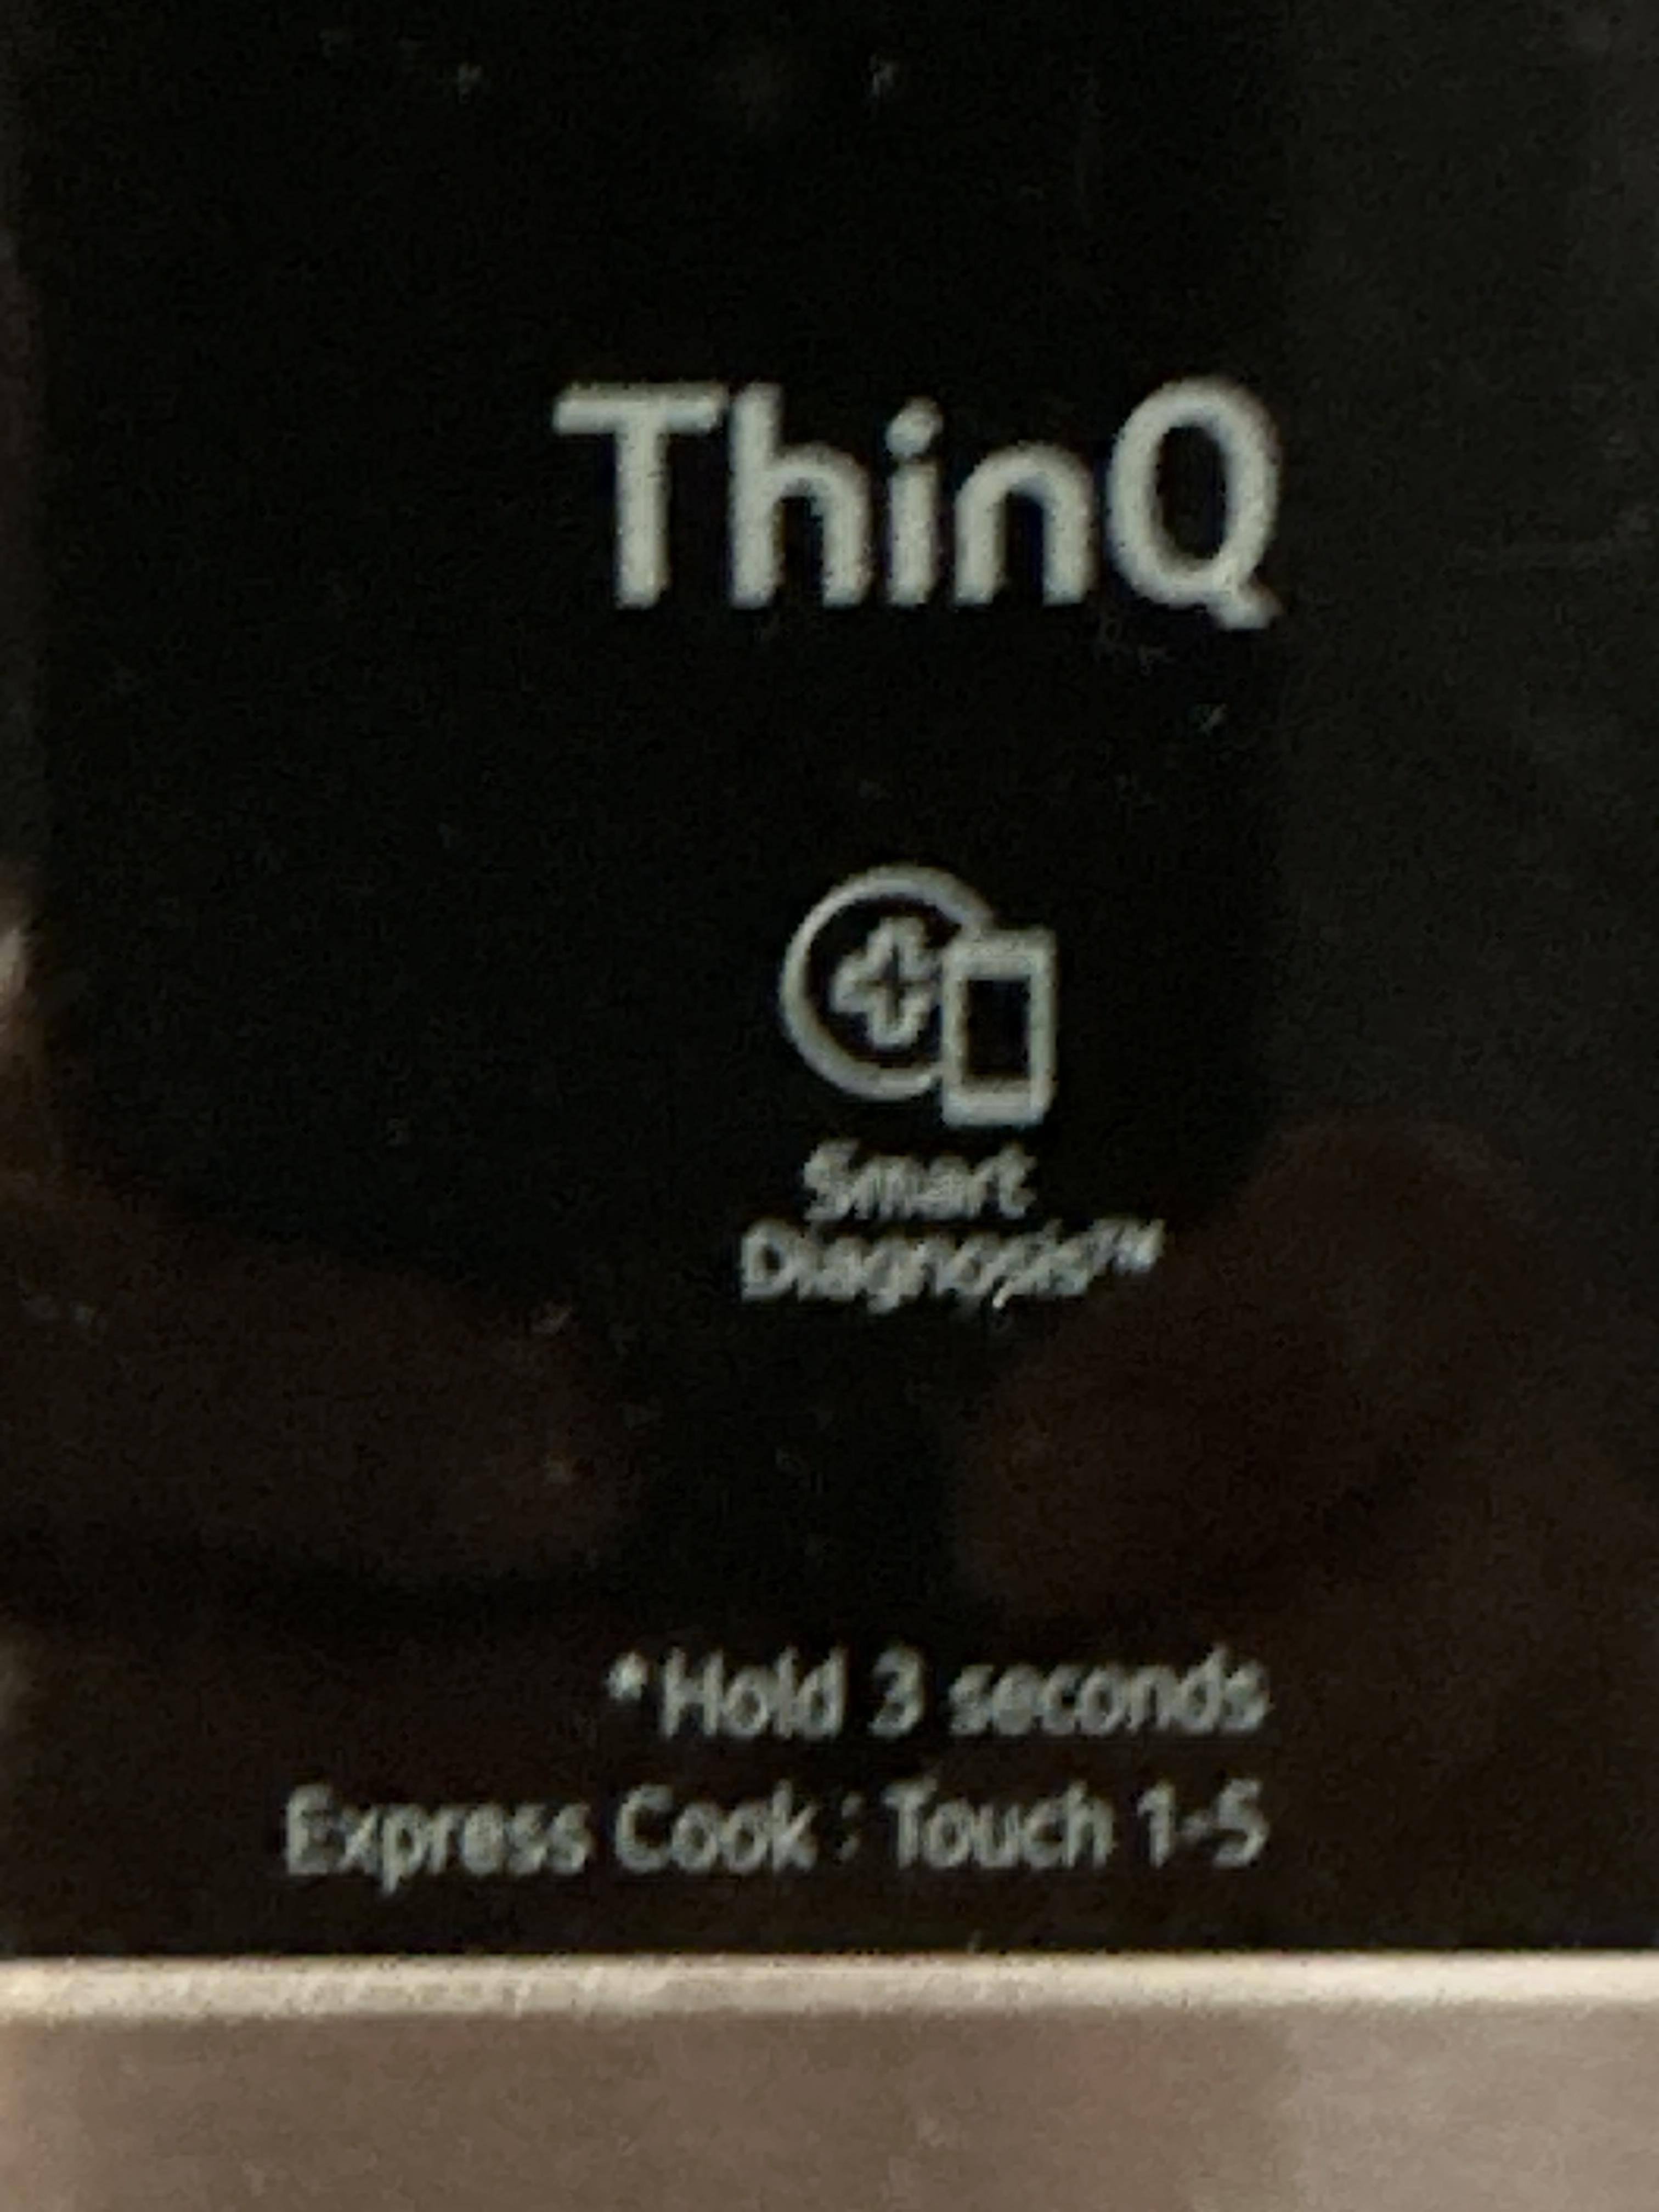 ThinQ
Smart
Diagnosis™
*Hold 3 seconds
Express Cook : Touch 1-5